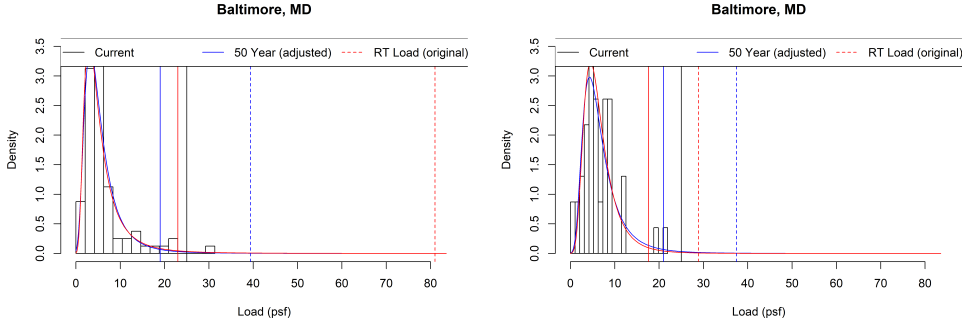 Baltimore, MD
Current 50 Year (adjusted) RT Load (original)
3.5
3.0
2.5
2.0
1.5
1.0
0.5
0.0
Density
0 10 20 30 40 50 60 70 80
Load (psf)
Baltimore, MD
Current 50 Year (adjusted) RT Load (original)
3.5
3.0
2.5
2.0
1.5
1.0
0.5
0.0
Density
0 10 20 30 40 50 60 70 80
Load (psf)